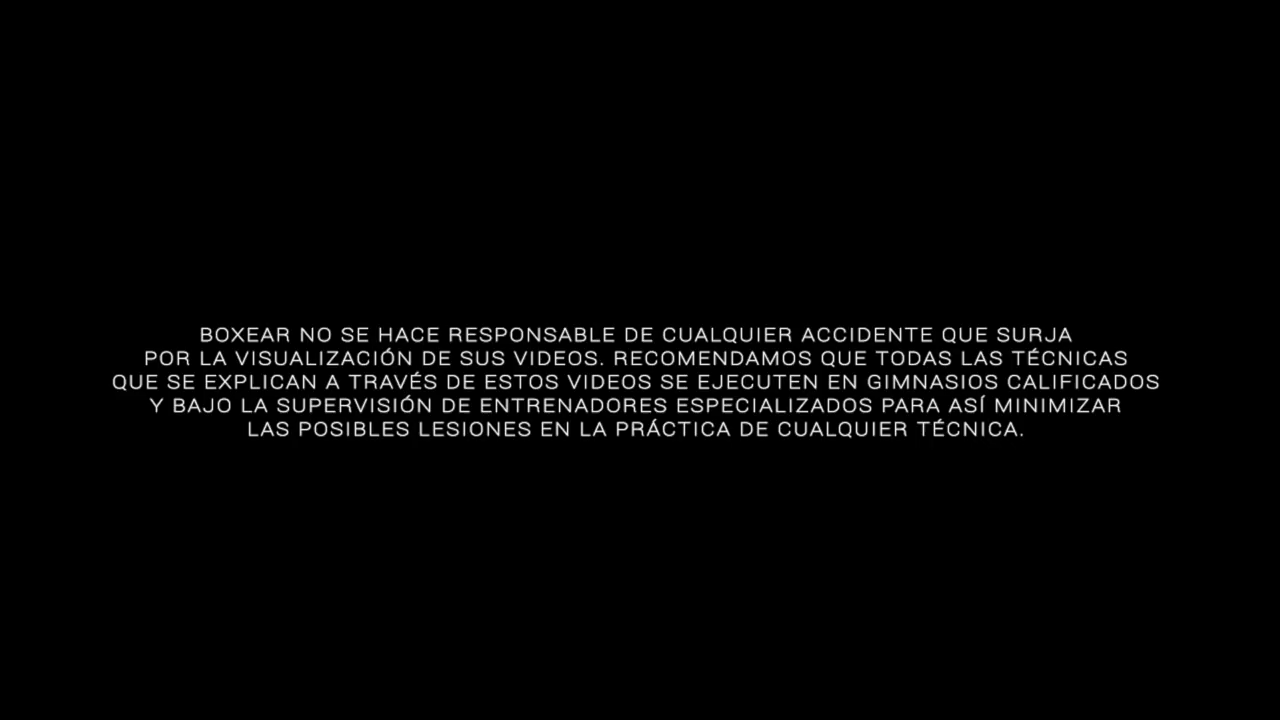 BOXEAR NO SE HACE RESPONSABLE DE CUALQUIER ACCIDENTE QUE SURJA
POR LA VISUALIZACIÓN DE SUS VIDEOS. RECOMENDAMOS QUE TODAS LAS TÉCNICAS
QUE SE EXPLICAN A TRAVÉS DE ESTOS VIDEOS SE EJECUTEN EN GIMNASIOS CALIFICADOS
Y BAJO LA SUPERVISIÓN DE ENTRENADORES ESPECIALIZADOS PARA ASÍ MINIMIZAR
LAS POSIBLES LESIONES EN LA PRÁCTICA DE CUALQUIER TÉCNICA.